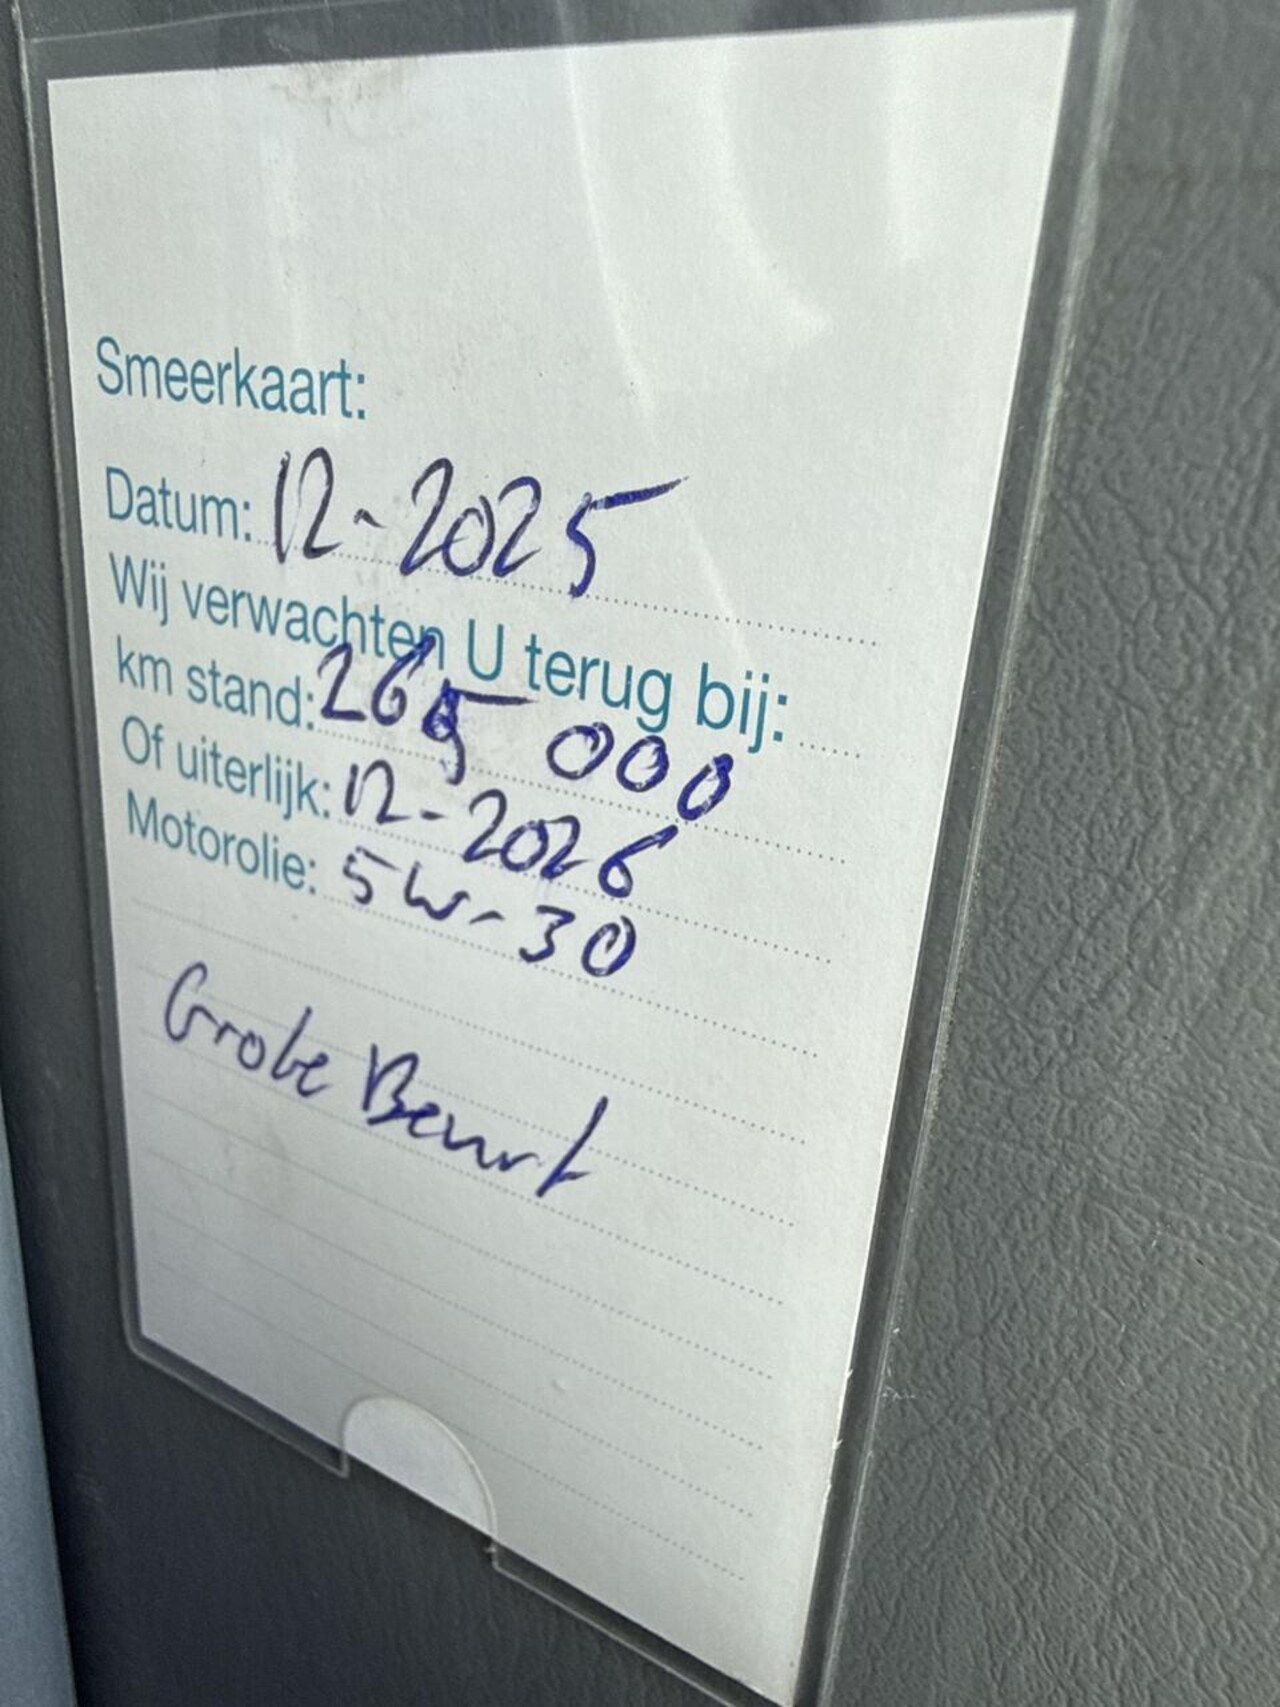 Smeerkaart:
Datum: 12-2025
Wij verwachten U terug bij:
km stand: 265 000
Of uiterlijk: 12-2026
Motorolie: 5W-30
Grote Beurt